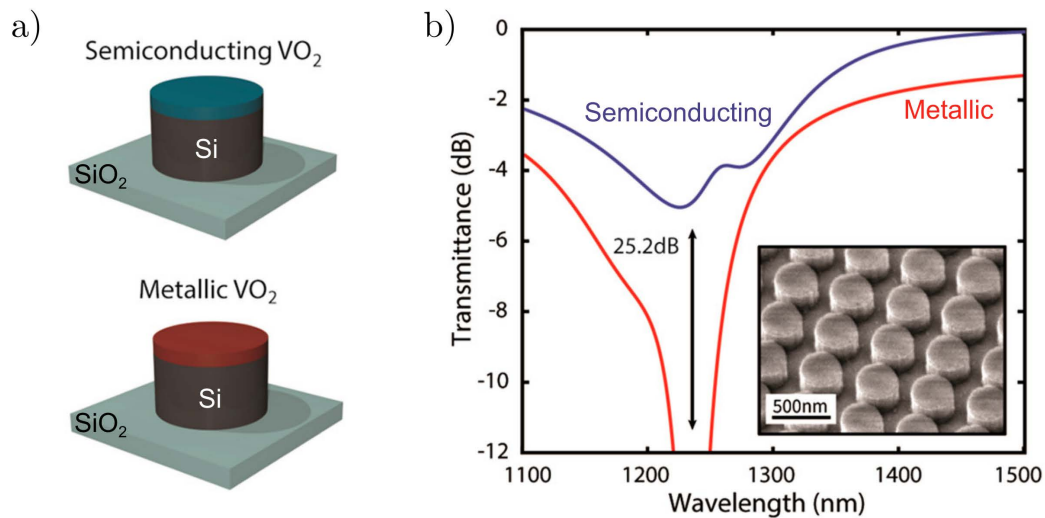 a)
Semiconducting VO₂
Si
SiO₂
Metallic VO₂
Si
SiO₂
b)
0
-2
-4
-6
-8
-10
-12
Transmittance (dB)
Semiconducting
Metallic
25.2dB
500nm
1100 1200 1300 1400 1500
Wavelength (nm)